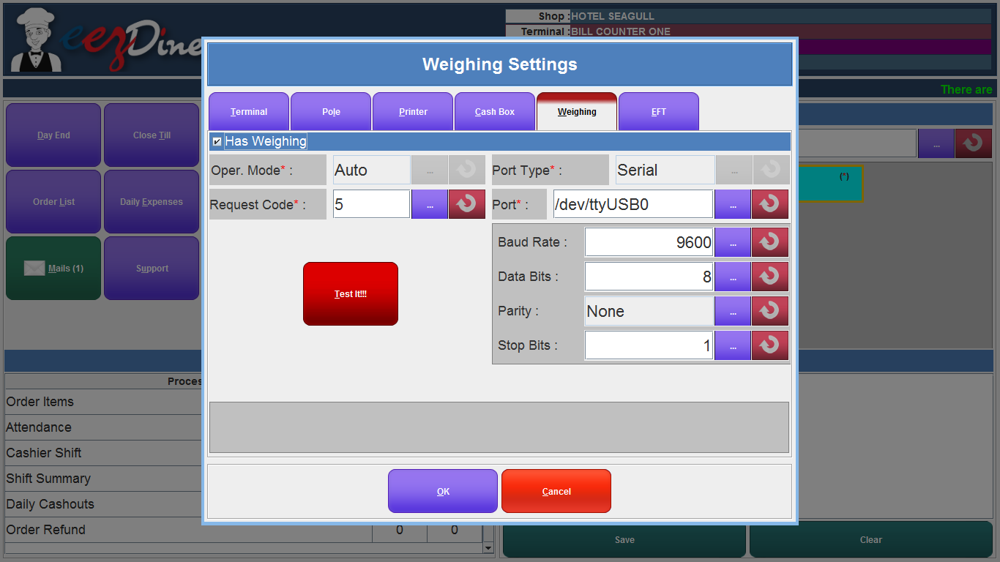 eezDine
Shop : HOTEL SEAGULL
Terminal : BILL COUNTER ONE
There are
Weighing Settings
Terminal
Pole
Printer
Cash Box
Weighing
EFT
Has Weighing
Oper. Mode* : Auto ...
Port Type* : Serial ...
Request Code* : 5 ...
Port* : /dev/ttyUSB0 ...
Baud Rate : 9600 ...
Data Bits : 8 ...
Parity : None ...
Stop Bits : 1 ...
Test It!!!
OK
Cancel
Day End
Close Till
Order List
Daily Expenses
Mails (1)
Support
...
(*)
Order Items
Attendance
Cashier Shift
Shift Summary
Daily Cashouts
Order Refund 0 0
Save
Clear